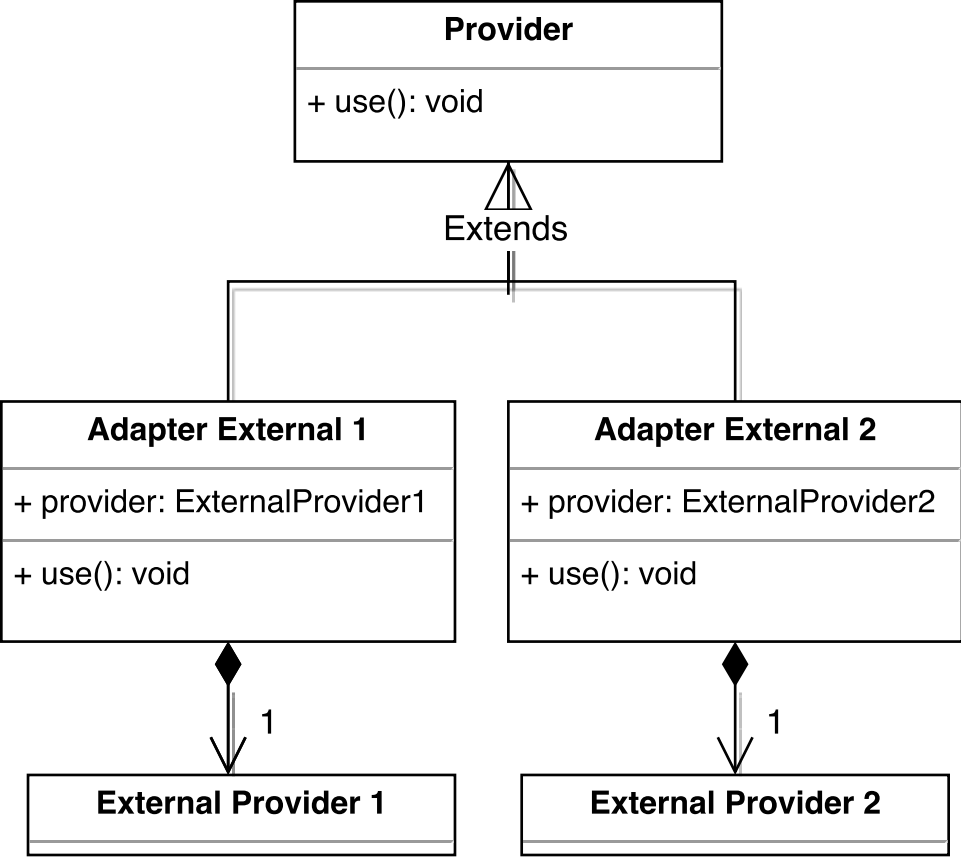 Provider
+ use(): void
Extends
Adapter External 1
+ provider: ExternalProvider1
+ use(): void
Adapter External 2
+ provider: ExternalProvider2
+ use(): void
1
1
External Provider 1
External Provider 2